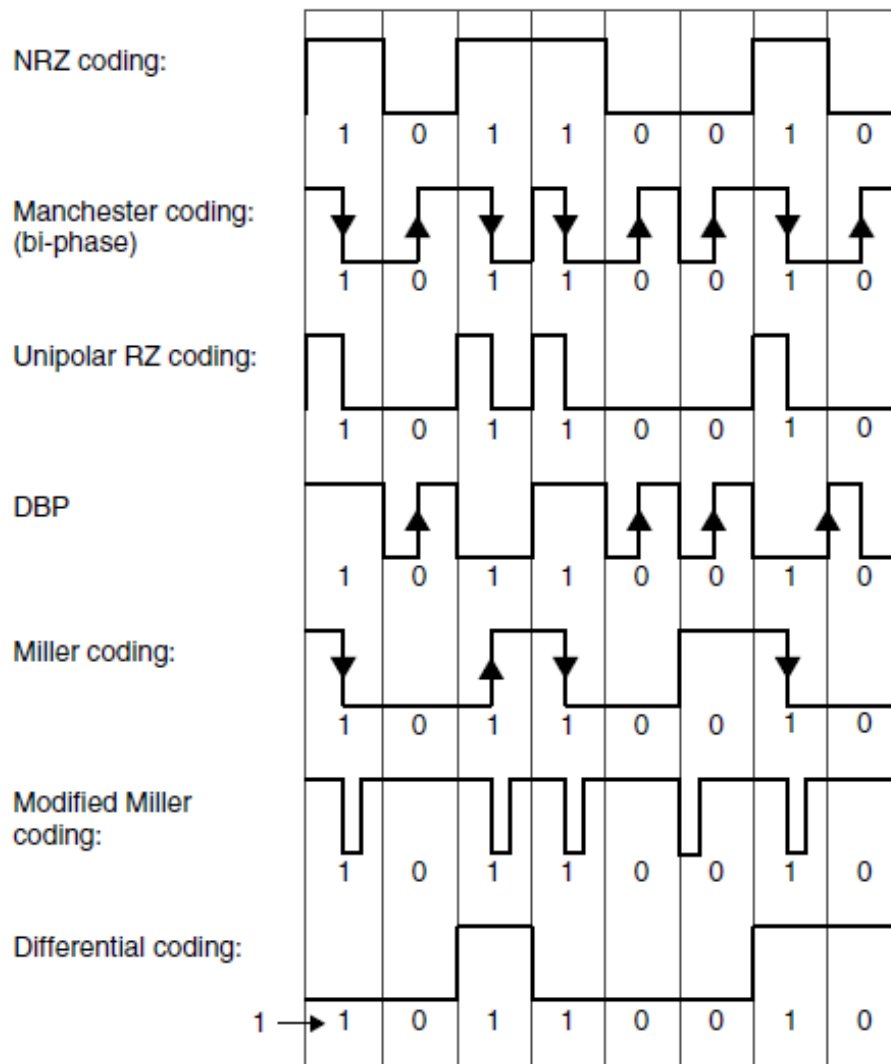 NRZ coding:
1 0 1 1 0 0 1 0
Manchester coding:
(bi-phase)
1 0 1 1 0 0 1 0
Unipolar RZ coding:
1 0 1 1 0 0 1 0
DBP
1 0 1 1 0 0 1 0
Miller coding:
1 0 1 1 0 0 1 0
Modified Miller
coding:
1 0 1 1 0 0 1 0
Differential coding:
1 1 0 1 1 0 0 1 0